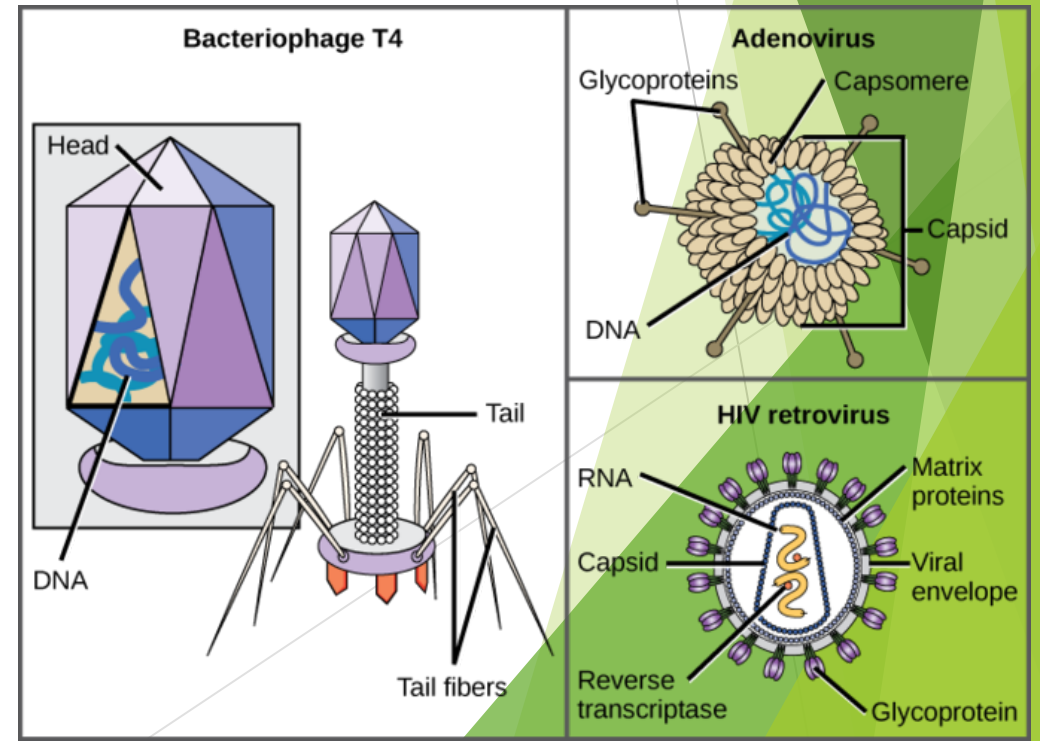 Bacteriophage T4
Head
DNA
Tail
Tail fibers
Adenovirus
Glycoproteins
Capsomere
Capsid
DNA
HIV retrovirus
RNA
Matrix
proteins
Capsid
Viral
envelope
Reverse
transcriptase
Glycoprotein